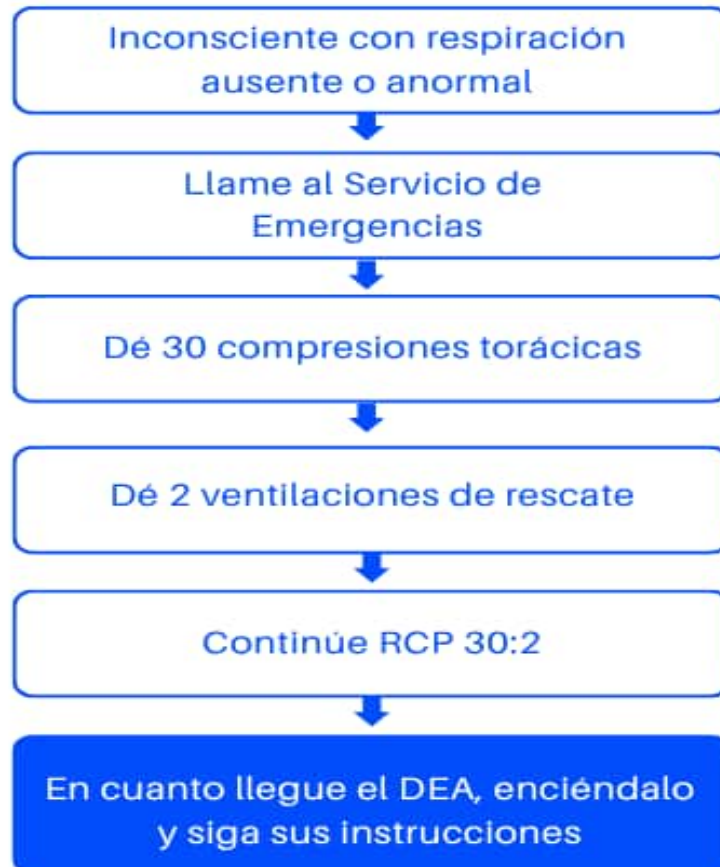 Inconsciente con respiración
ausente o anormal
Llame al Servicio de
Emergencias
Dé 30 compresiones torácicas
Dé 2 ventilaciones de rescate
Continúe RCP 30:2
En cuanto llegue el DEA, enciéndalo
y siga sus instrucciones